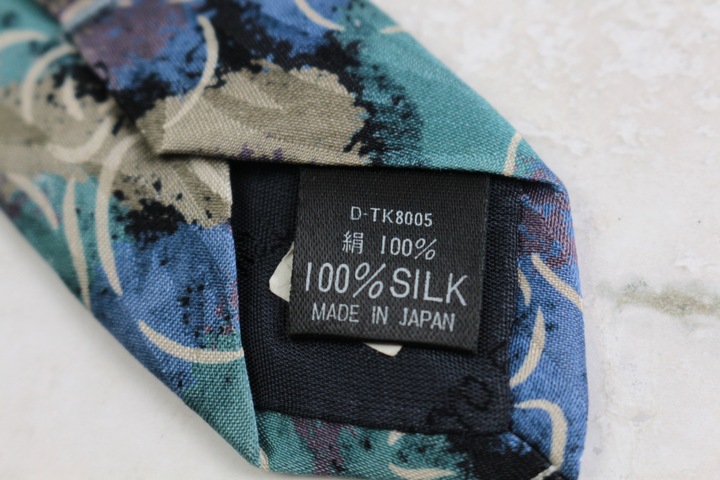 D-TK8005
絹 100%
100% SILK
MADE IN JAPAN